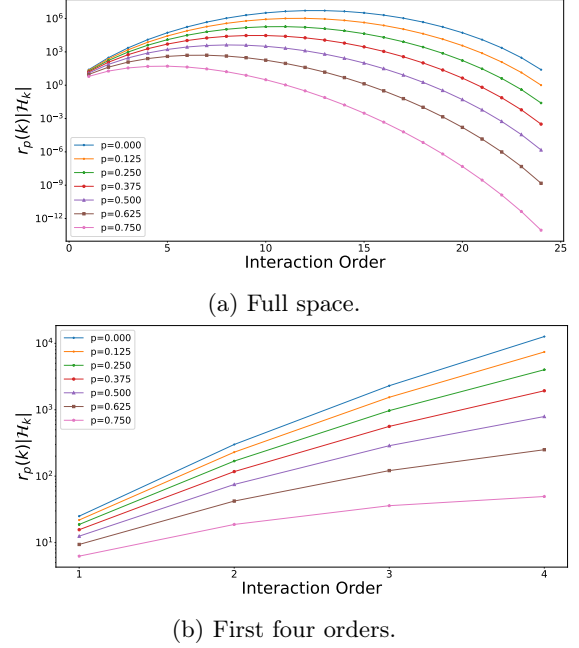 10^6
10^3
10^0
10^-3
10^-6
10^-9
10^-12
r_p(k)|ℋ_k|
p=0.000
p=0.125
p=0.250
p=0.375
p=0.500
p=0.625
p=0.750
0 5 10 15 20 25
Interaction Order
(a) Full space.
10^4
10^3
10^2
10^1
r_p(k)|ℋ_k|
p=0.000
p=0.125
p=0.250
p=0.375
p=0.500
p=0.625
p=0.750
1 2 3 4
Interaction Order
(b) First four orders.